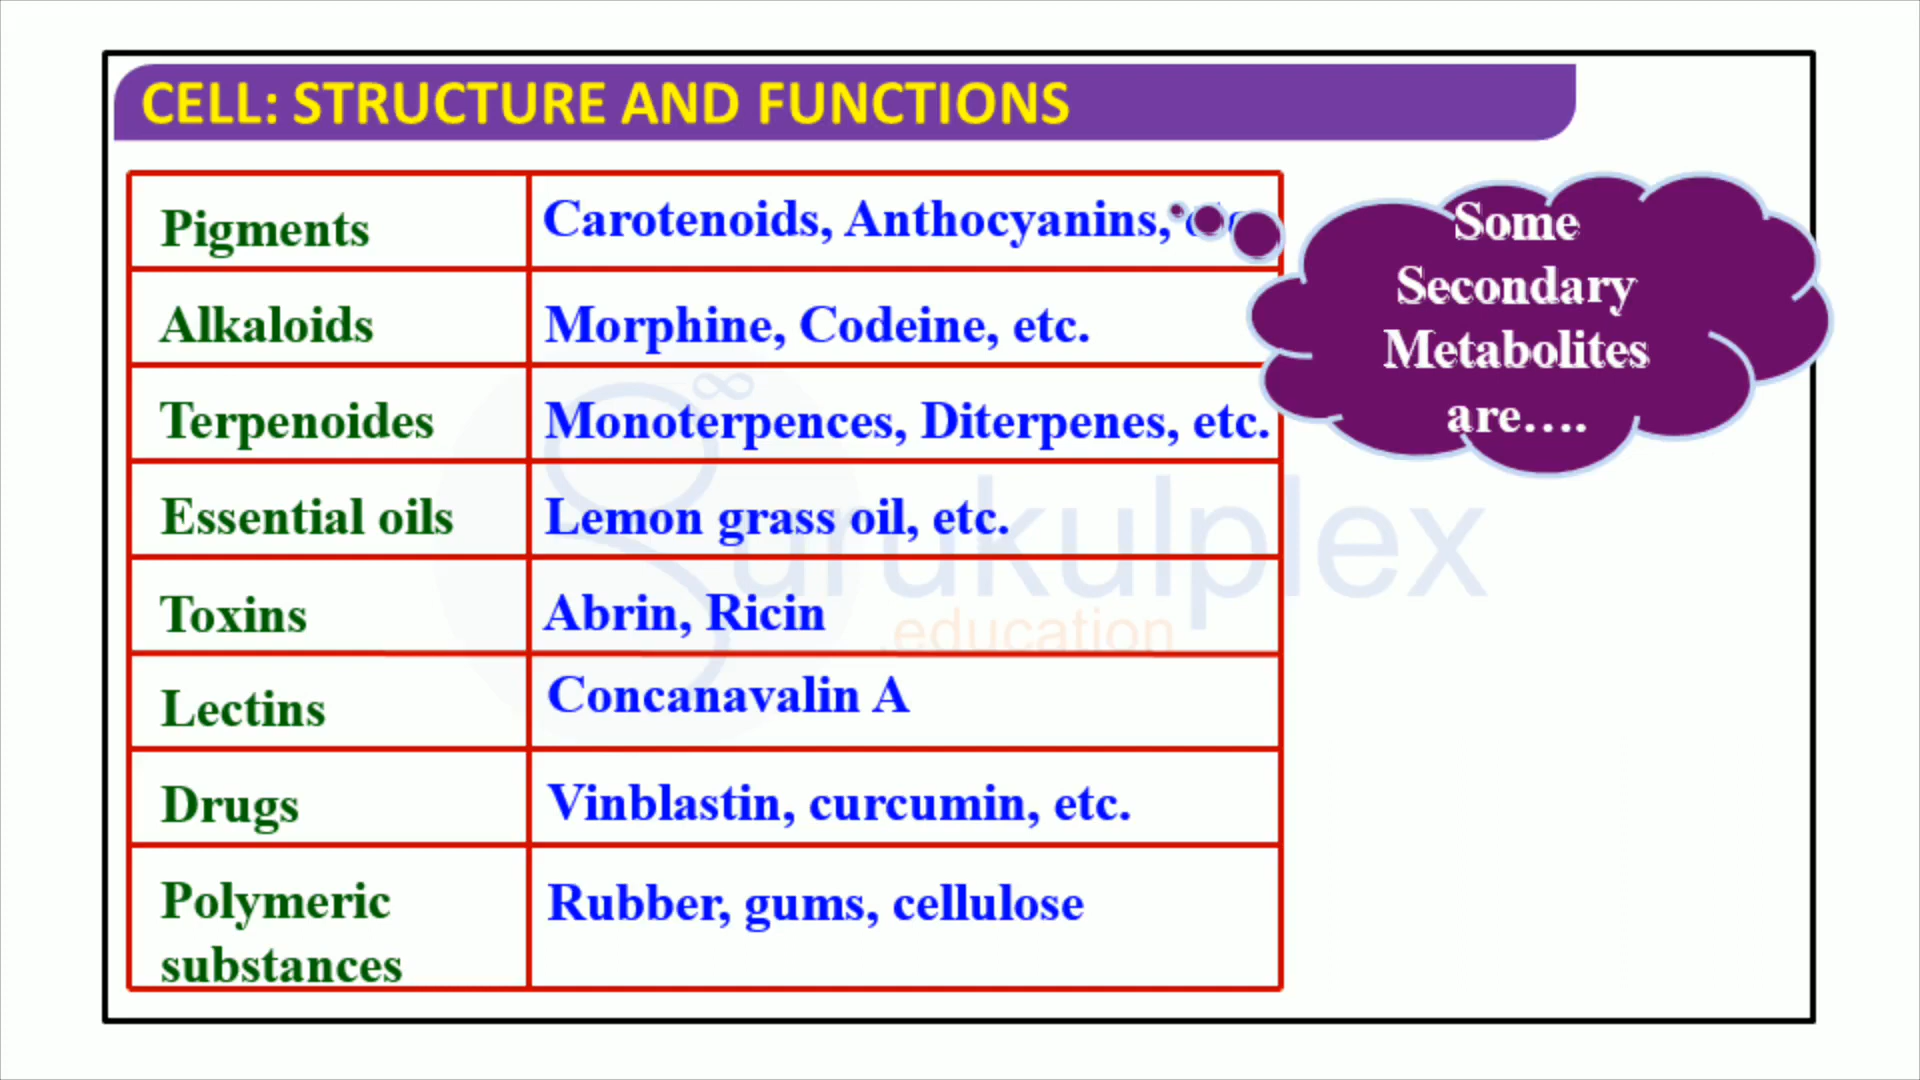 CELL: STRUCTURE AND FUNCTIONS
Pigments
Carotenoids, Anthocyanins,
Alkaloids
Morphine, Codeine, etc.
Terpenoides
Monoterpences, Diterpenes, etc.
Essential oils
Lemon grass oil, etc.
Toxins
Abrin, Ricin
Lectins
Concanavalin A
Drugs
Vinblastin, curcumin, etc.
Polymeric
substances
Rubber, gums, cellulose
Some
Secondary
Metabolites
are....
gurukulplex
.education